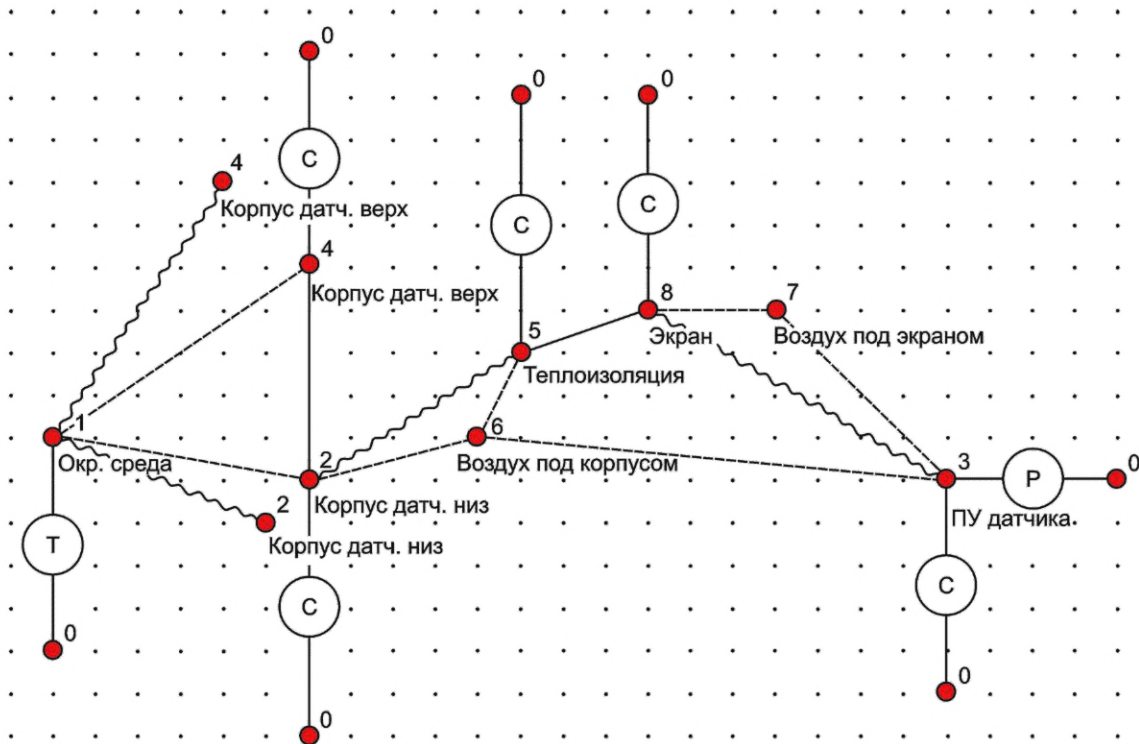 0
0
0
C
4
Корпус датч. верх
C
C
4
Корпус датч. верх
8
7
Экран
Воздух под экраном
5
Теплоизоляция
1
Окр. среда
6
Воздух под корпусом
2
Корпус датч. низ
3
P
0
ПУ датчика
2
Корпус датч. низ
T
C
C
0
0
0